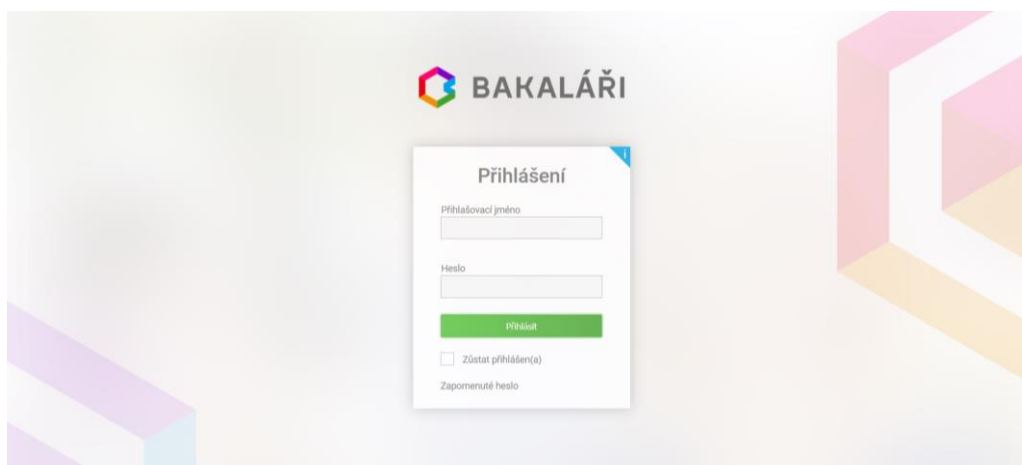 BAKALÁŘI
i
Přihlášení
Přihlašovací jméno
Heslo
Přihlásit
Zůstat přihlášen(a)
Zapomenuté heslo